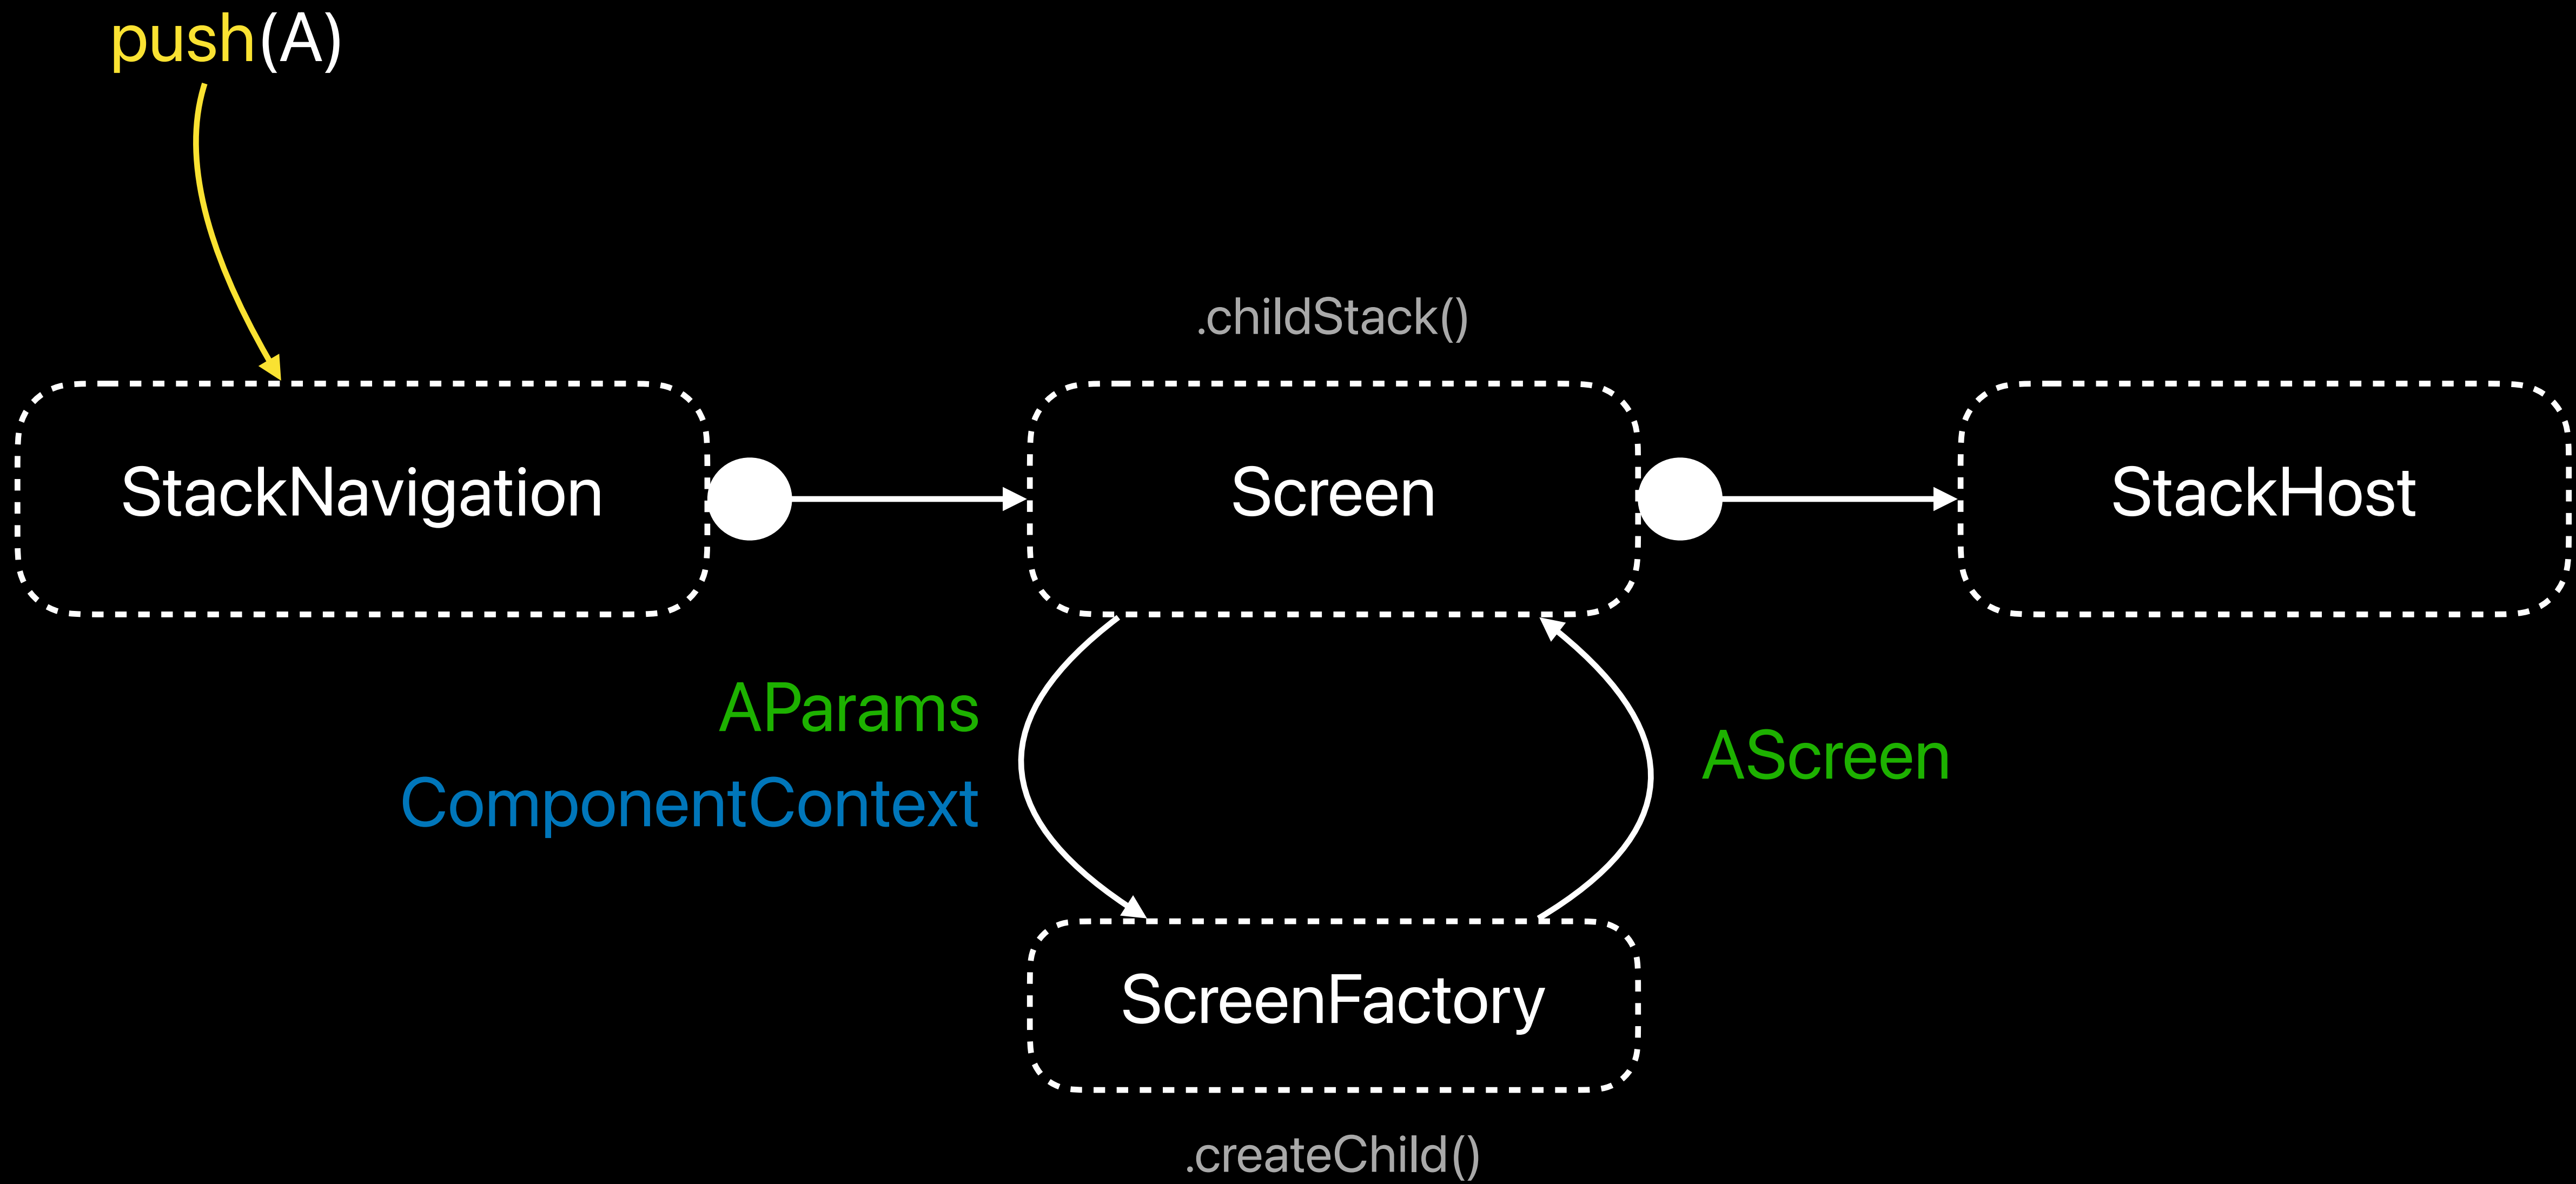 push(A)
.childStack()
StackNavigation
Screen
StackHost
AParams
ComponentContext
AScreen
ScreenFactory
.createChild()